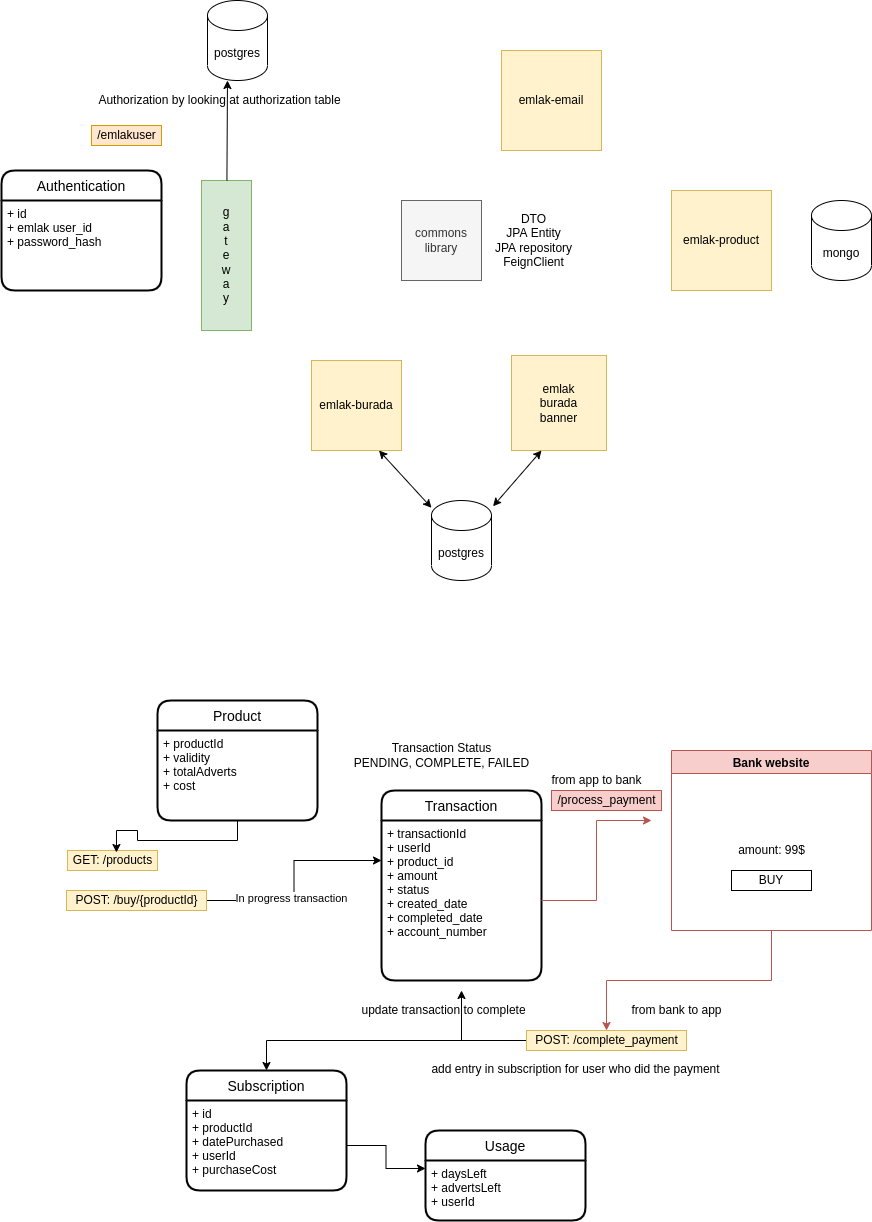 postgres
Authorization by looking at authorization table
emlak-email
/emlakuser
Authentication
+ id
+ emlak user_id
+ password_hash
g
a
t
e
w
a
y
commons
library
DTO
JPA Entity
JPA repository
FeignClient
emlak-product
mongo
emlak-burada
emlak
burada
banner
postgres
Product
+ productId
+ validity
+ totalAdverts
+ cost
GET: /products
POST: /buy/{productId}
In progress transaction
Transaction Status
PENDING, COMPLETE, FAILED
Transaction
+ transactionId
+ userId
+ product_id
+ amount
+ status
+ created_date
+ completed_date
+ account_number
from app to bank
/process_payment
Bank website
amount: 99$
BUY
update transaction to complete
from bank to app
POST: /complete_payment
add entry in subscription for user who did the payment
Subscription
+ id
+ productId
+ datePurchased
+ userId
+ purchaseCost
Usage
+ daysLeft
+ advertsLeft
+ userId